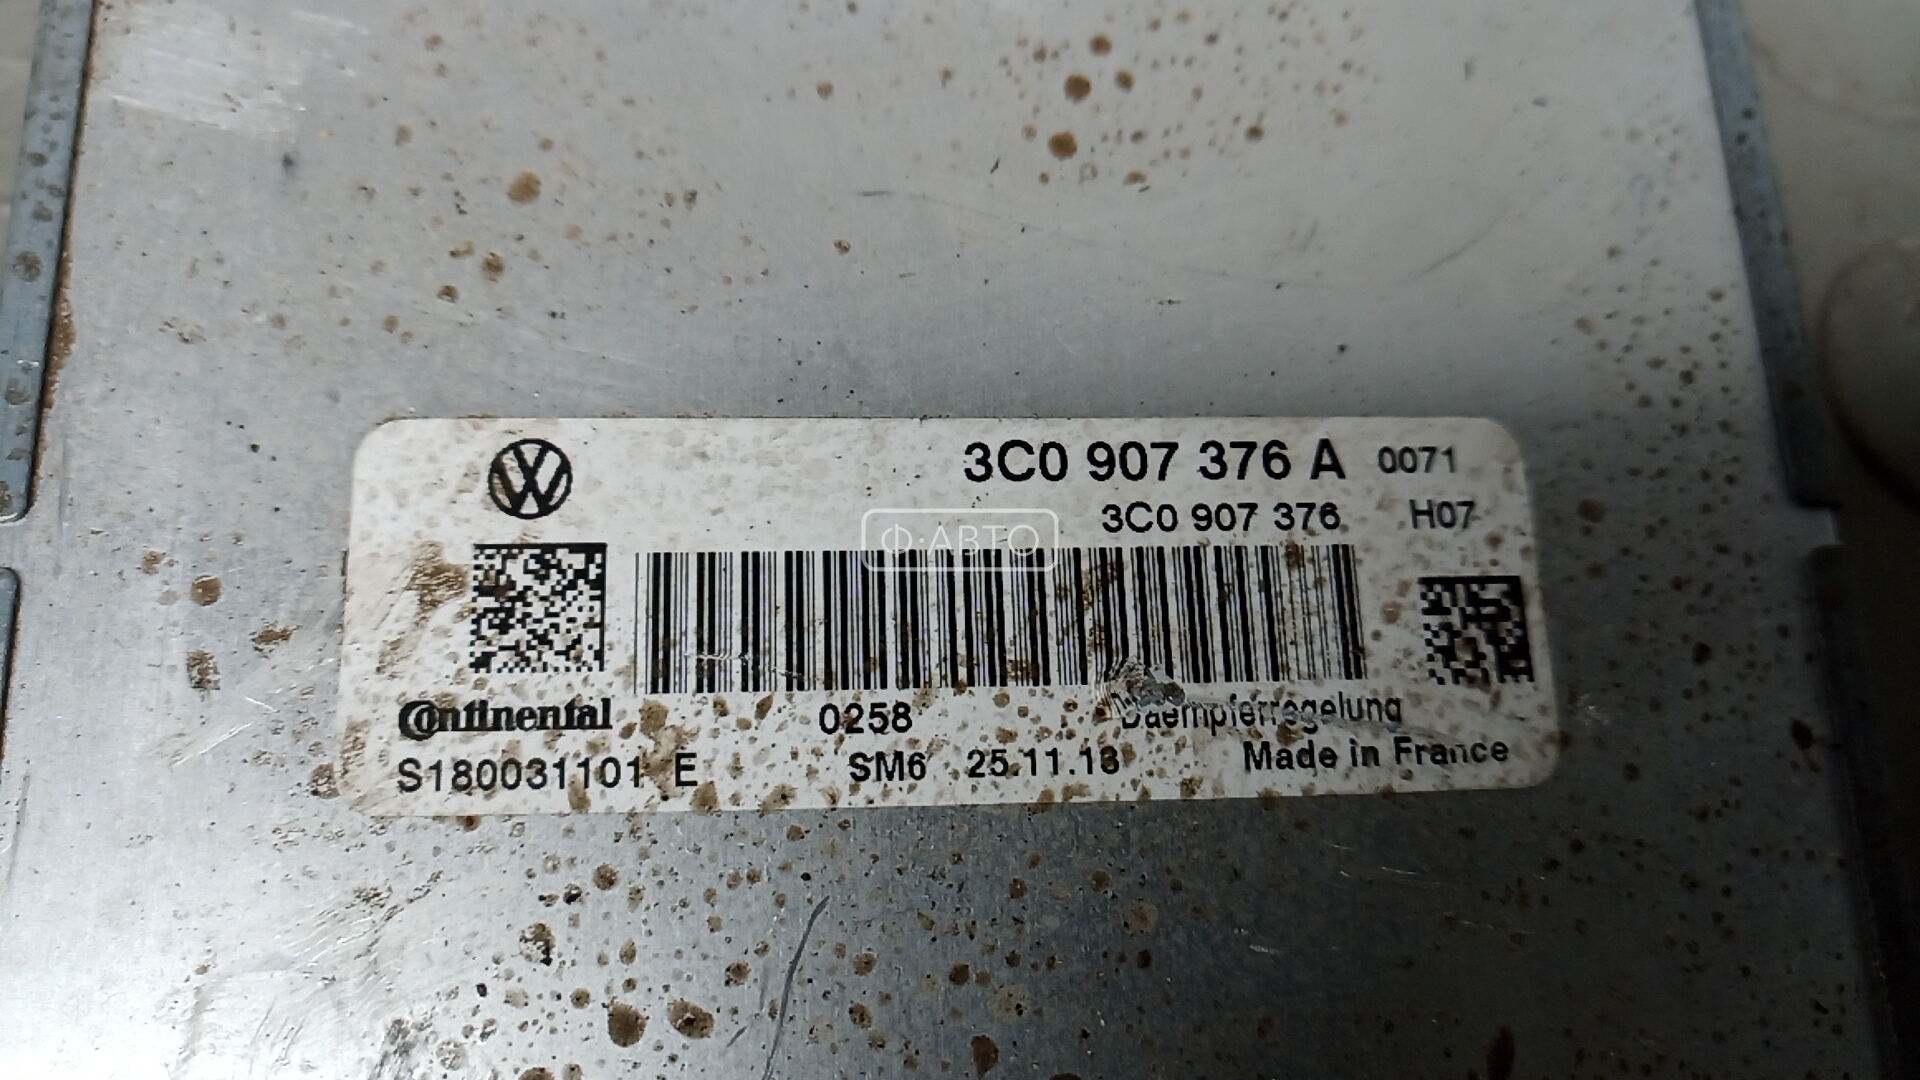 3C0 907 376 A 0071
3C0 907 376 H07
Ф·АВТО
Continental 0258 Daempferregelung
S180031101 E SM6 25.11.13 Made in France